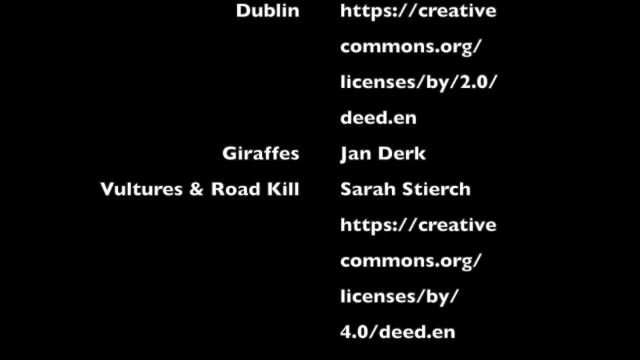 Dublin https://creative
commons.org/
licenses/by/2.0/
deed.en
Giraffes Jan Derk
Vultures & Road Kill Sarah Stierch
https://creative
commons.org/
licenses/by/
4.0/deed.en